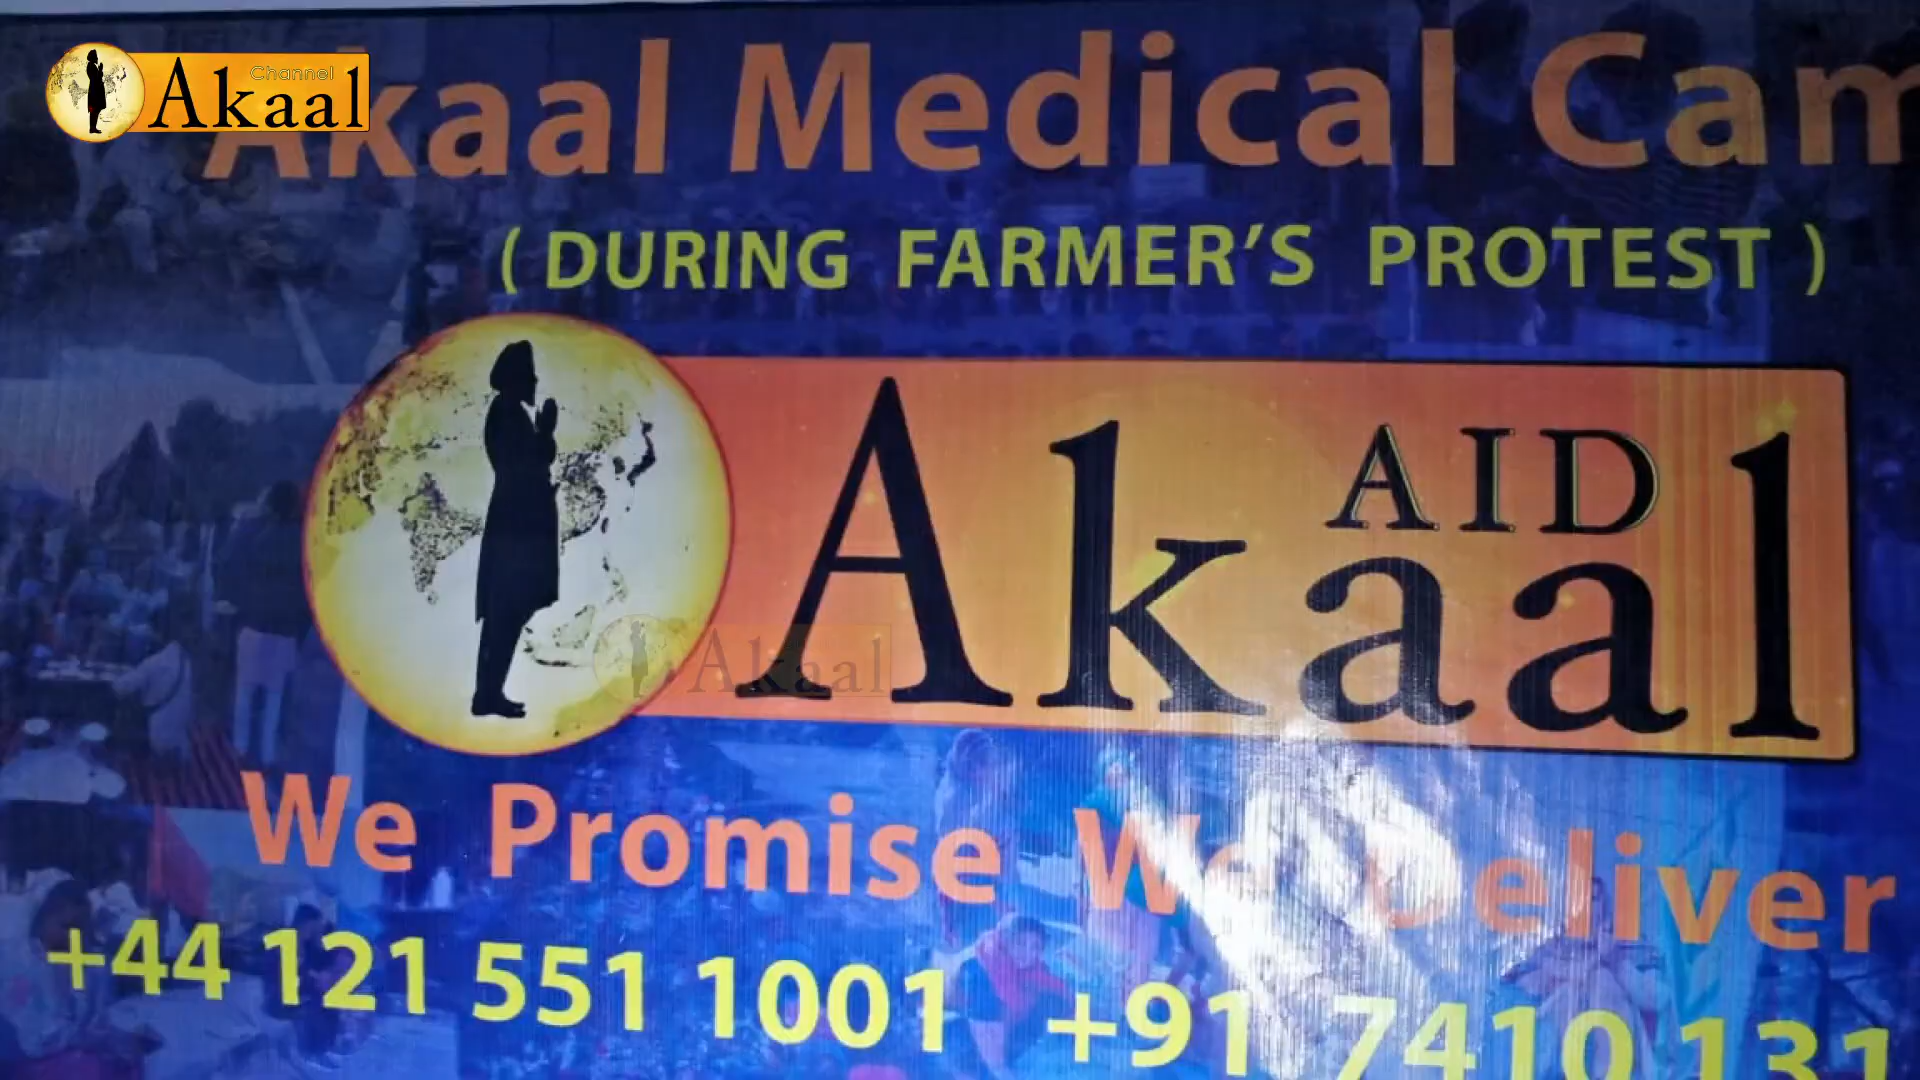 Channel
Akaal
Akaal Medical Cam
( DURING FARMER'S PROTEST )
AID
Akaal
Akaal
We Promise We Deliver
+44 121 551 1001 +91 7410 131